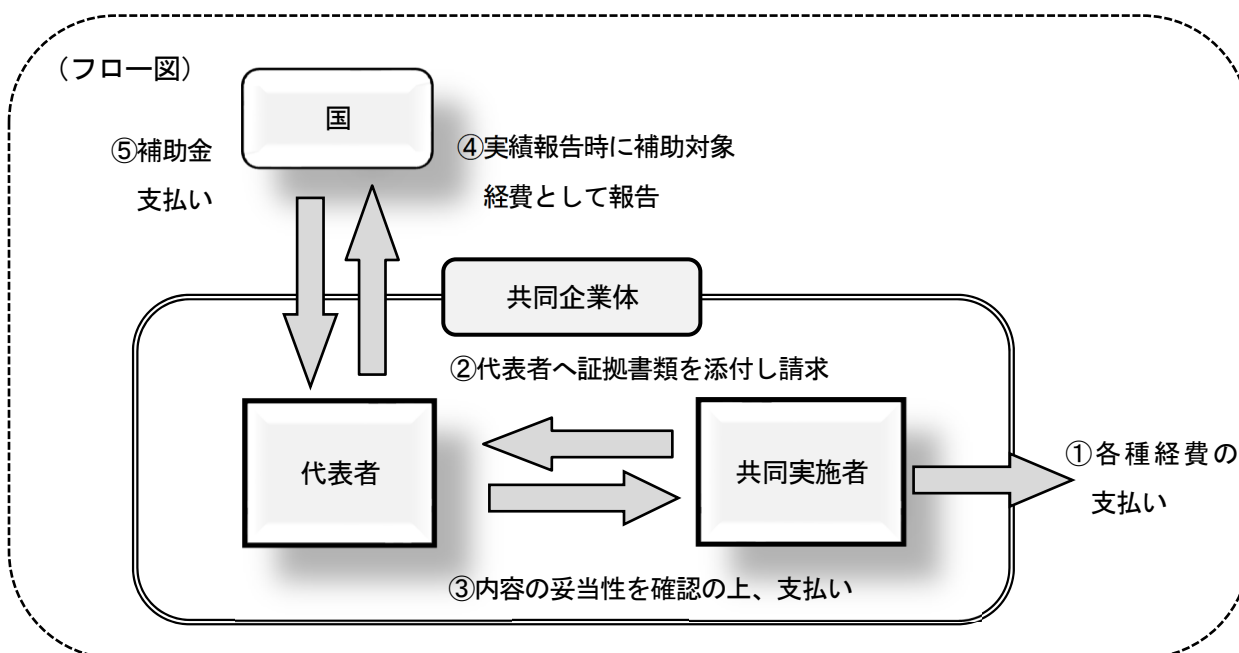 （フロー図）
国
⑤補助金
支払い
④実績報告時に補助対象
経費として報告
共同企業体
②代表者へ証拠書類を添付し請求
代表者
共同実施者
①各種経費の
支払い
③内容の妥当性を確認の上、支払い